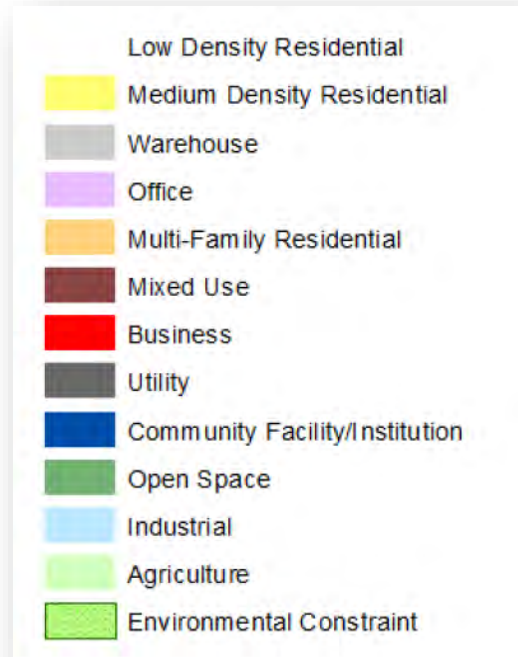 Low Density Residential
Medium Density Residential
Warehouse
Office
Multi-Family Residential
Mixed Use
Business
Utility
Community Facility/Institution
Open Space
Industrial
Agriculture
Environmental Constraint